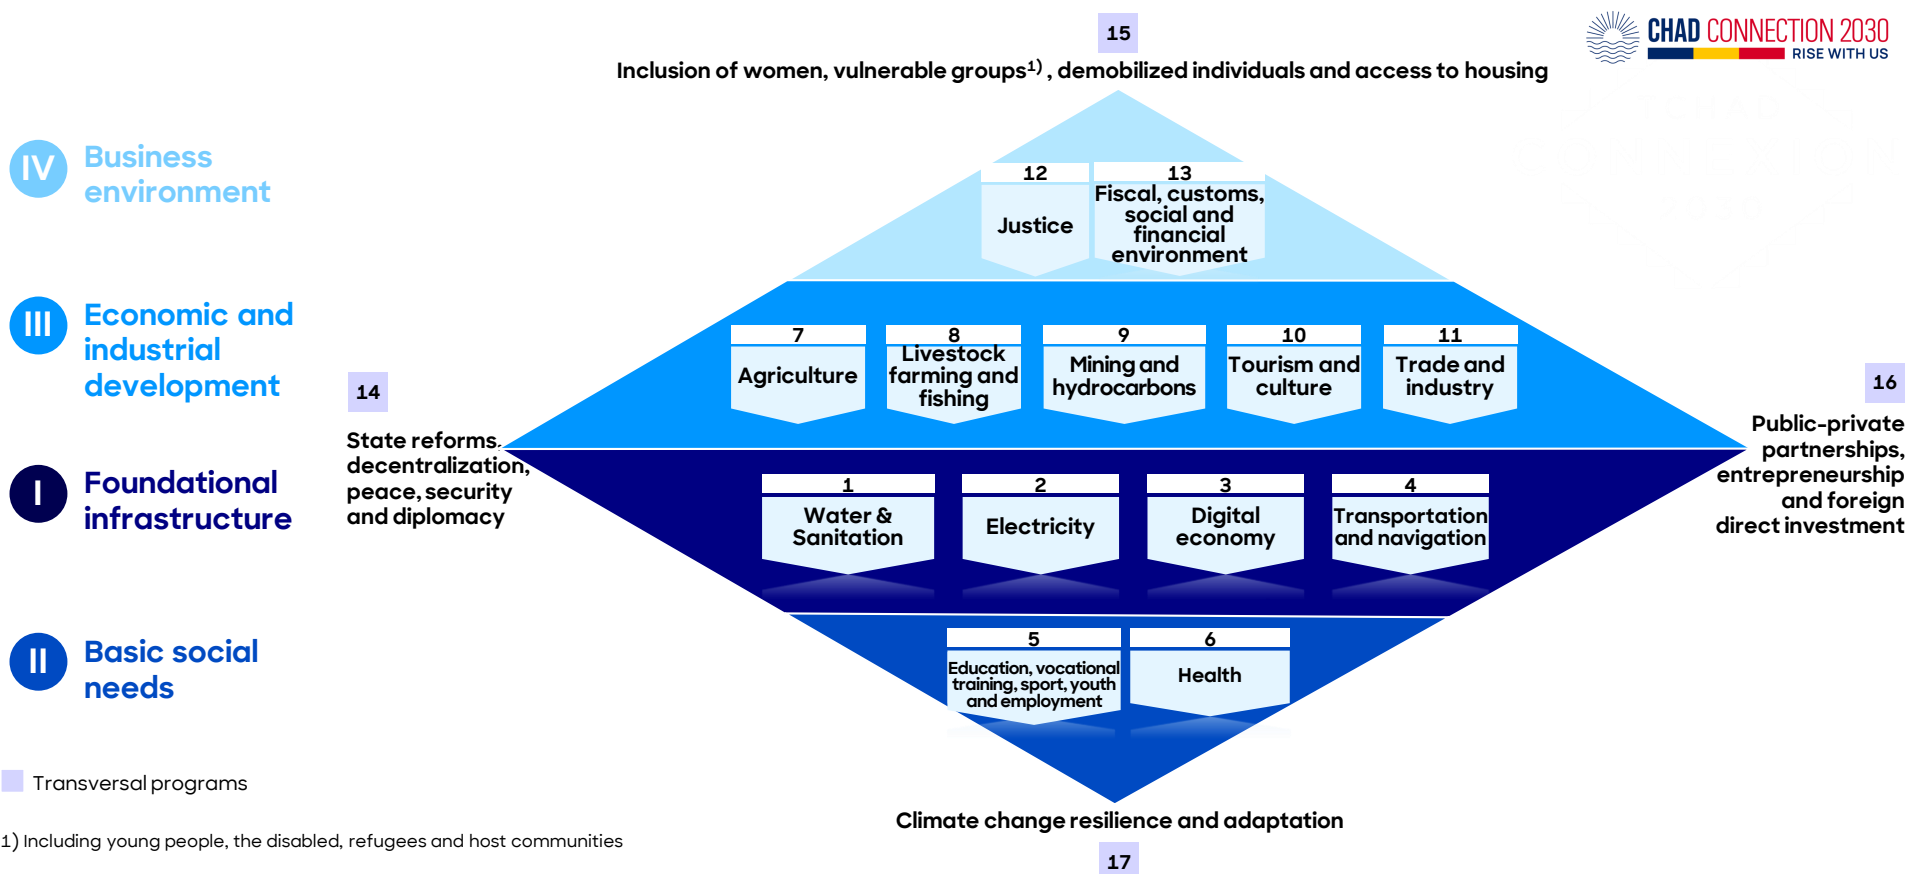 15
CHAD CONNECTION 2030
RISE WITH US
Inclusion of women, vulnerable groups1) , demobilized individuals and access to housing
IV
Business
environment
12
Justice
13
Fiscal, customs,
social and
financial
environment
III
Economic and
industrial
development
7
Agriculture
8
Livestock
farming and
fishing
9
Mining and
hydrocarbons
10
Tourism and
culture
11
Trade and
industry
14
State reforms,
decentralization,
peace, security
and diplomacy
16
Public-private
partnerships,
entrepreneurship
and foreign
direct investment
I
Foundational
infrastructure
1
Water &
Sanitation
2
Electricity
3
Digital
economy
4
Transportation
and navigation
II
Basic social
needs
5
Education, vocational
training, sport, youth
and employment
6
Health
Transversal programs
Climate change resilience and adaptation
1) Including young people, the disabled, refugees and host communities
17